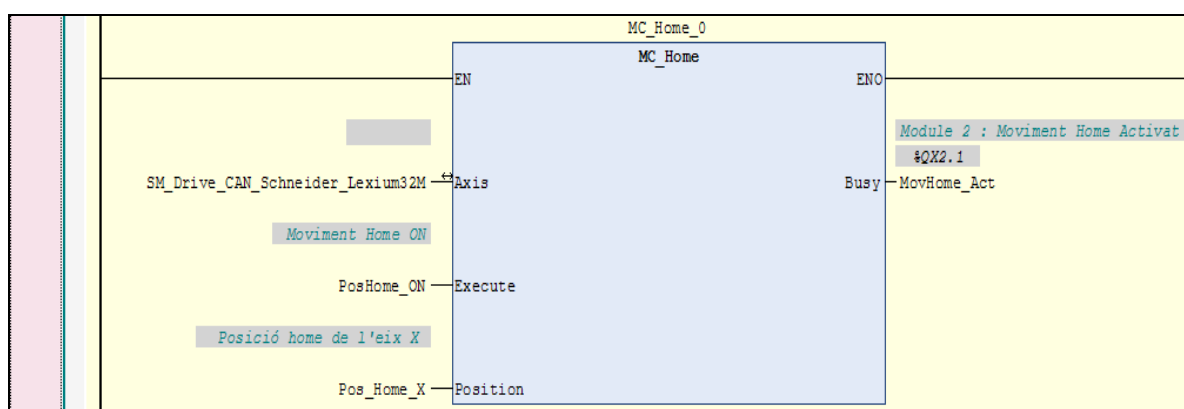 MC_Home_0
MC_Home
EN ENO
Module 2 : Moviment Home Activat
%QX2.1
SM_Drive_CAN_Schneider_Lexium32M Axis Busy MovHome_Act
Moviment Home ON
PosHome_ON Execute
Posició home de l'eix X
Pos_Home_X Position